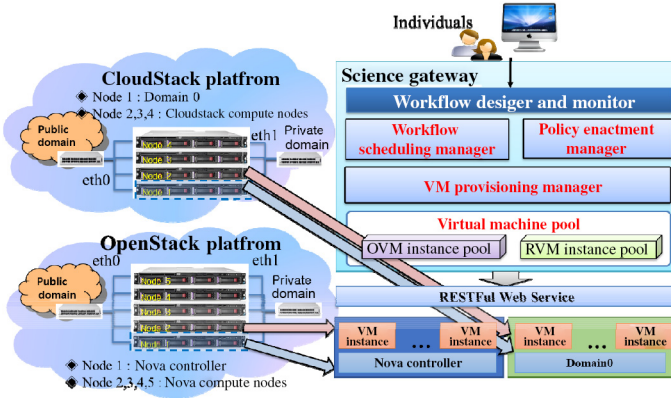 Individuals
CloudStack platfrom
◆ Node 1 : Domain 0
◆ Node 2,3,4 : Cloudstack compute nodes
Public
domain
eth0
eth1
Private
domain
Node 4
Node 3
Node 2
Node 1
OpenStack platfrom
eth0
eth1
Public
domain
Private
domain
Node 5
Node 4
Node 3
Node 2
Node 1
◆ Node 1 : Nova controller
◆ Node 2,3,4,5 : Nova compute nodes
Science gateway
Workflow desiger and monitor
Workflow
scheduling manager
Policy enactment
manager
VM provisioning manager
Virtual machine pool
OVM instance pool
RVM instance pool
RESTFul Web Service
VM
instance
...
VM
instance
VM
instance
...
VM
instance
Nova controller
Domain0